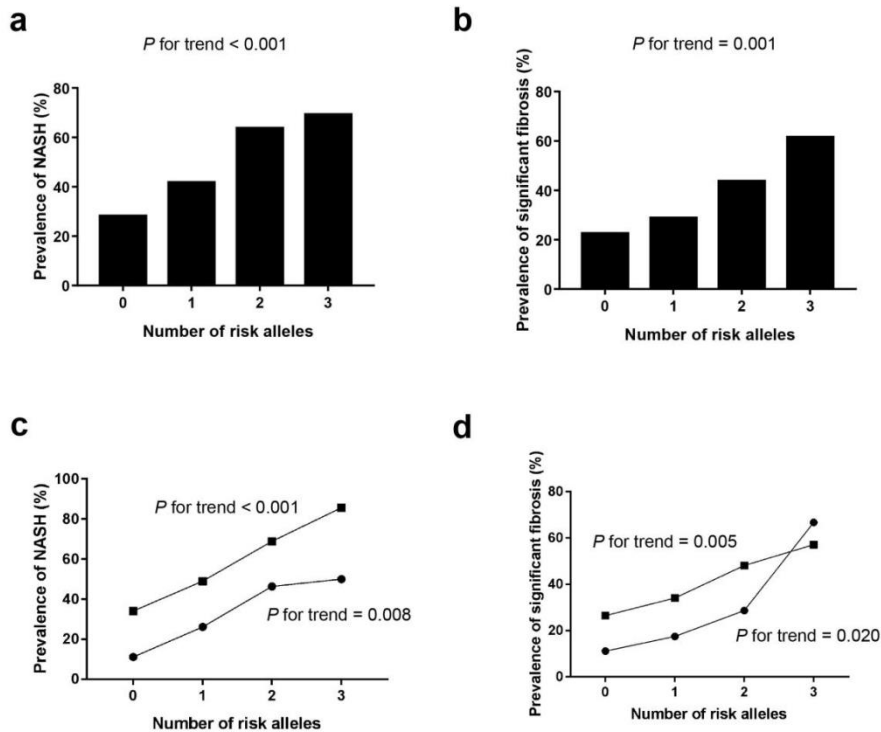 a
P for trend < 0.001
Prevalence of NASH (%)
80
60
40
20
0
0 1 2 3
Number of risk alleles
b
P for trend = 0.001
Prevalence of significant fibrosis (%)
80
60
40
20
0
0 1 2 3
Number of risk alleles
c
Prevalence of NASH (%)
100
80
60
40
20
0
P for trend < 0.001
P for trend = 0.008
0 1 2 3
Number of risk alleles
d
Prevalence of significant fibrosis (%)
80
60
40
20
0
P for trend = 0.005
P for trend = 0.020
0 1 2 3
Number of risk alleles